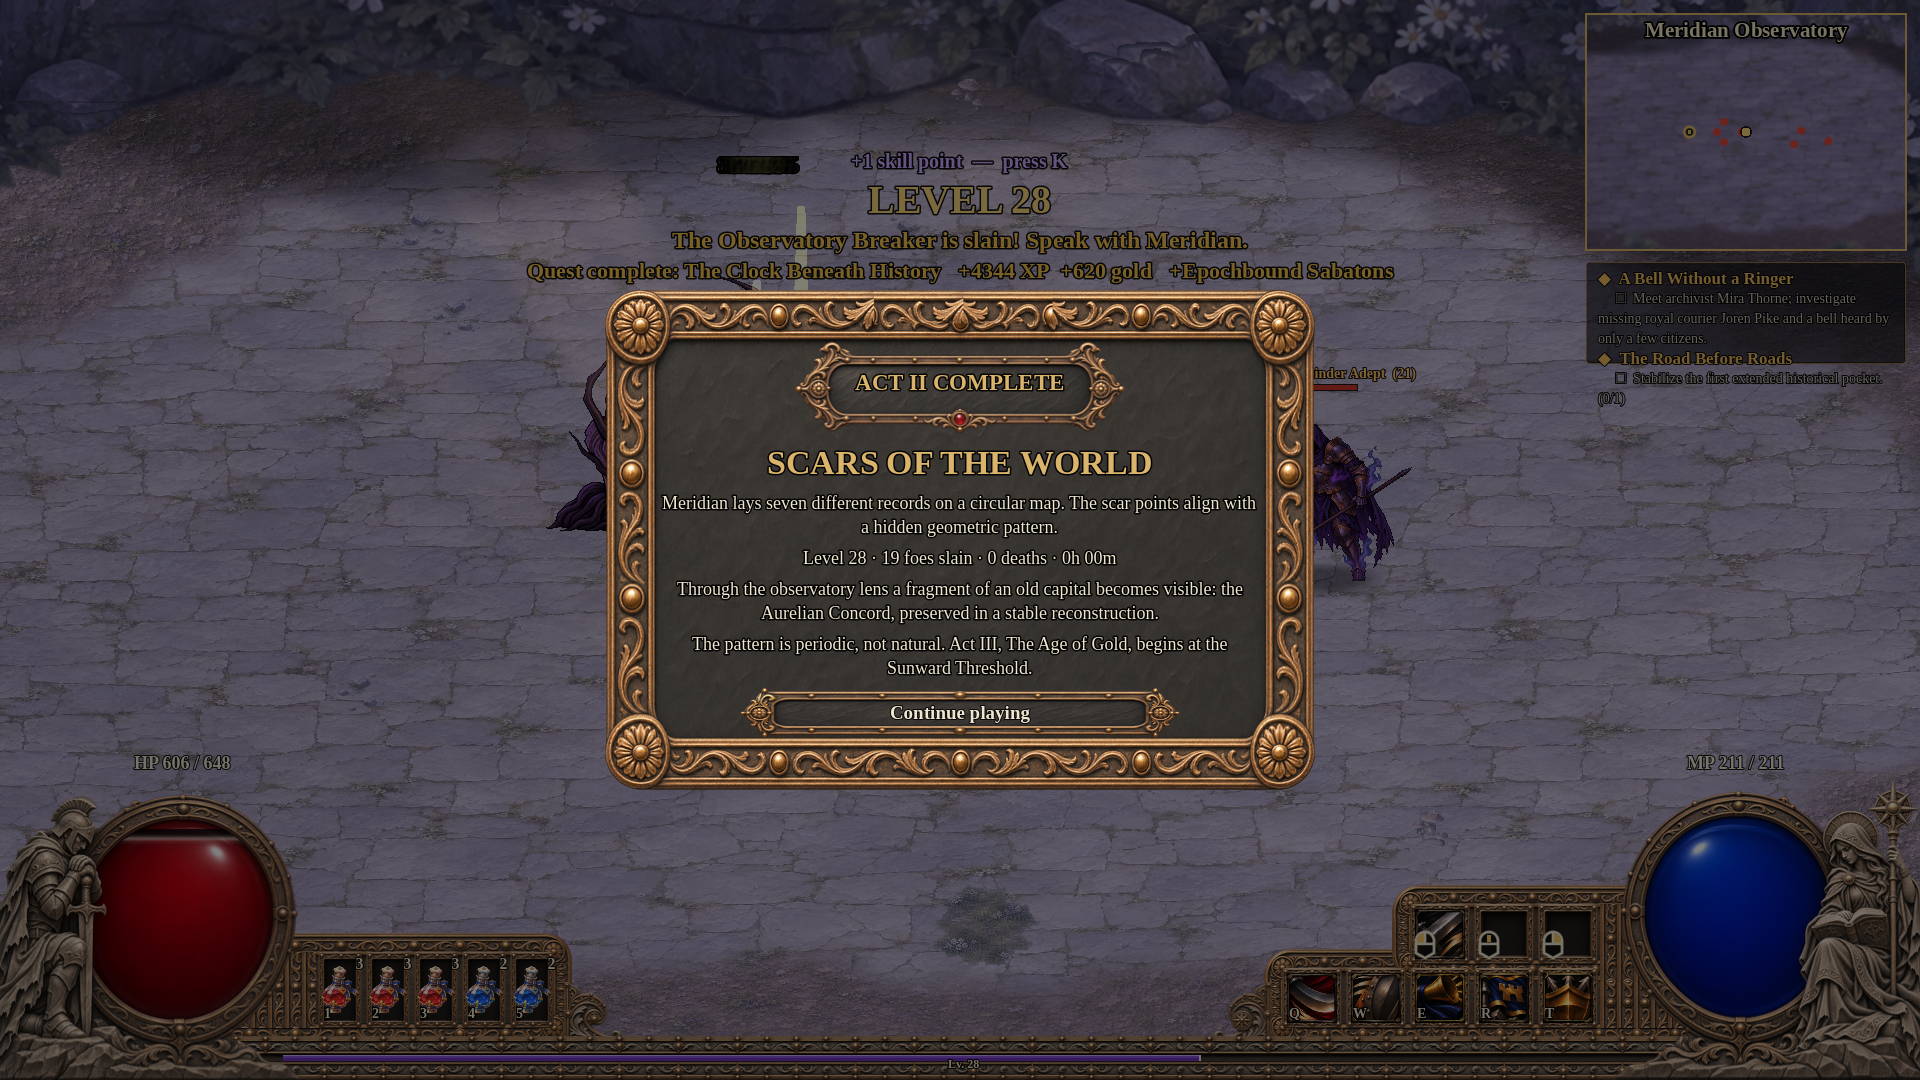 Meridian Observatory
+1 skill point — press K
LEVEL 28
The Observatory Breaker is slain! Speak with Meridian.
Quest complete: The Clock Beneath History +4344 XP +620 gold +Epochbound Sabatons
◆ A Bell Without a Ringer
☐ Meet archivist Mira Thorne; investigate
missing royal courier Joren Pike and a bell heard by
only a few citizens.
◆ The Road Before Roads
☐ Stabilize the first extended historical pocket.
(0/1)
Adept (21)
ACT II COMPLETE
SCARS OF THE WORLD
Meridian lays seven different records on a circular map. The scar points align with
a hidden geometric pattern.
Level 28 · 19 foes slain · 0 deaths · 0h 00m
Through the observatory lens a fragment of an old capital becomes visible: the
Aurelian Concord, preserved in a stable reconstruction.
The pattern is periodic, not natural. Act III, The Age of Gold, begins at the
Sunward Threshold.
Continue playing
HP 606 / 648
MP 211 / 211
3 3 3 2 2
1 2 3 4 5
Q W E R T
Lv. 28